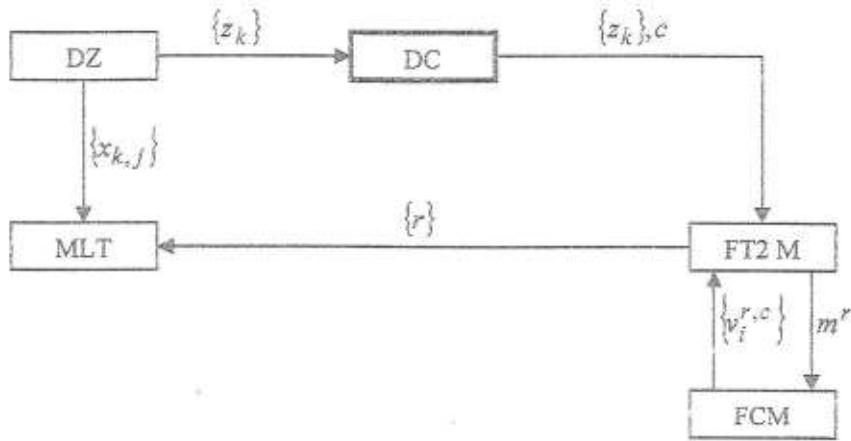 {z_k}
{z_k},c
DZ
DC
{x_{k,j}}
{r}
MLT
FT2 M
{v_i^{r,c}}
m^r
FCM